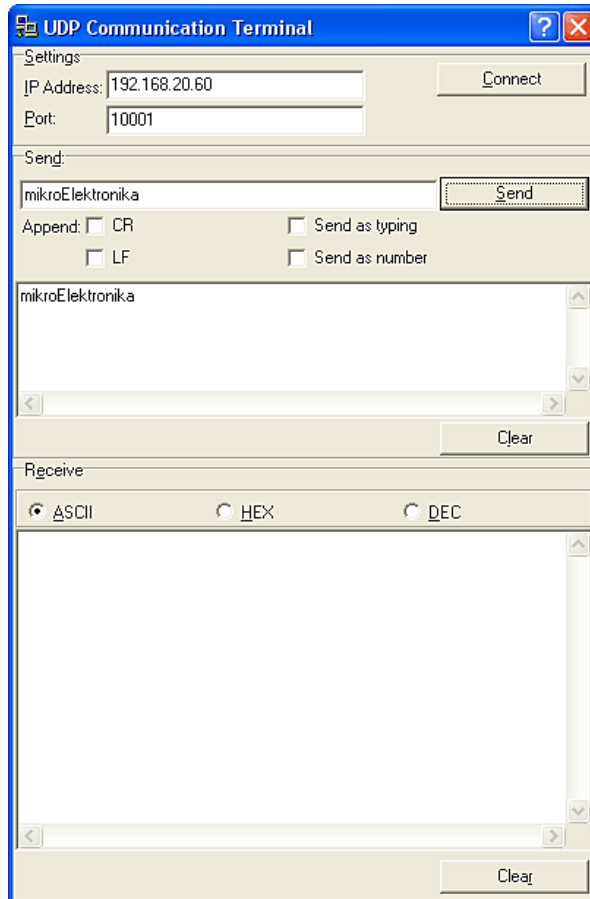 UDP Communication Terminal
Settings
IP Address: 192.168.20.60
Connect
Port: 10001
Send:
mikroElektronika Send
Append: CR Send as typing
LF Send as number
mikroElektronika
Clear
Receive
ASCII HEX DEC
Clear